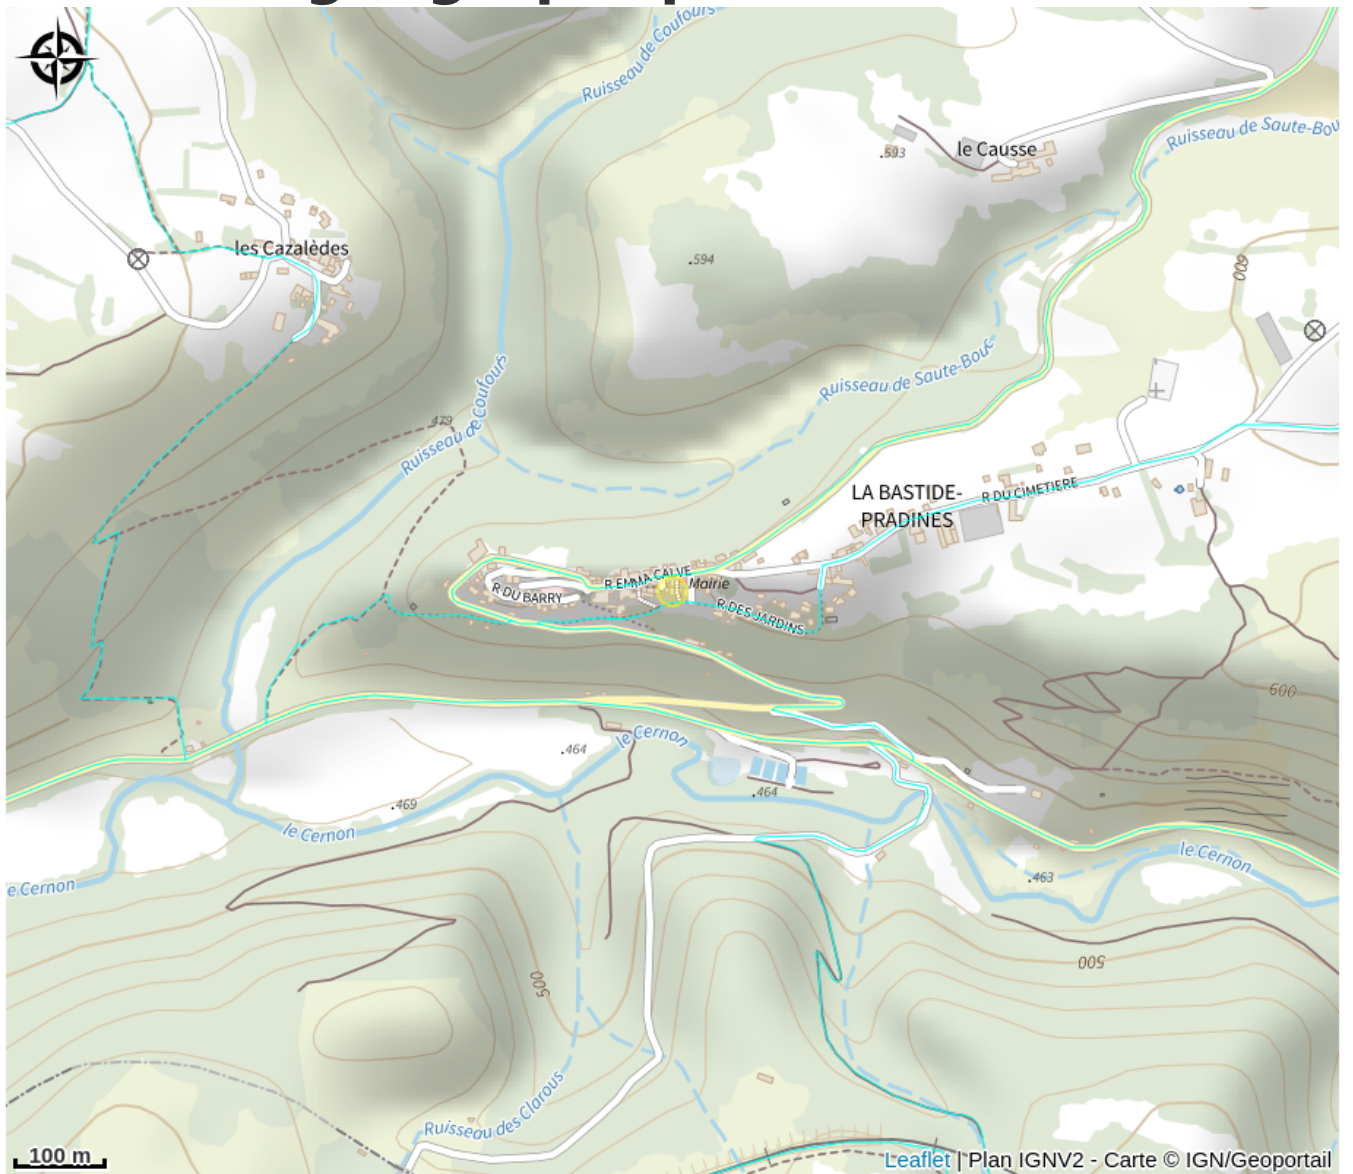 Ruisseau de Coufours
Ruisseau de Saute-Bouc
le Causse
.593
les Cazalèdes
.594
600
Ruisseau de Saute-Bouc
Ruisseau de Coufours
479
LA BASTIDE-
PRADINES
R DU CIMETIERE
R EMMA CALVE
Mairie
R DU BARRY
R DES JARDINS
600
le Cernon
.464
.464
.469
le Cernon
le Cernon
.463
le Cernon
500
500
Ruisseau des Clarous
100 m
Leaflet | Plan IGNV2 - Carte © IGN/Geoportail